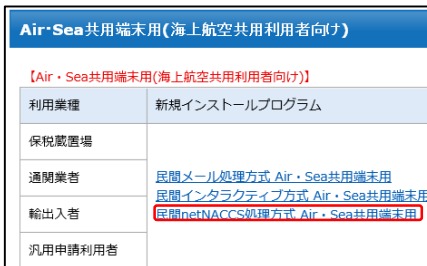 Air・Sea共用端末用(海上航空共用利用者向け)
【Air・Sea共用端末用(海上航空共用利用者向け)】
利用業種 新規インストールプログラム
保税蔵置場
通関業者 民間メール処理方式 Air・Sea共用端末用
民間インタラクティブ方式 Air・Sea共用端末用
輸出入者 民間netNACCS処理方式 Air・Sea共用端末用
汎用申請利用者